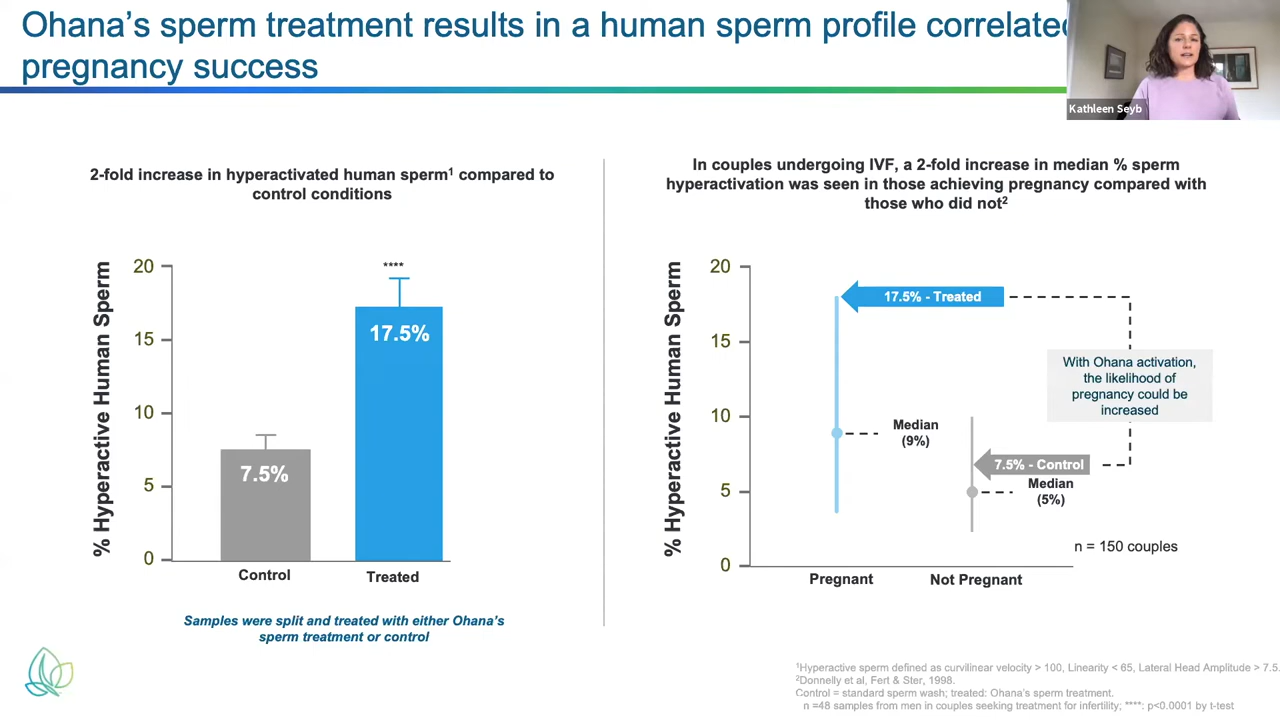 Ohana's sperm treatment results in a human sperm profile correlated
pregnancy success
Kathleen Seyb
2-fold increase in hyperactivated human sperm¹ compared to
control conditions
% Hyperactive Human Sperm
20
15
10
5
0
****
7.5%
17.5%
Control
Treated
Samples were split and treated with either Ohana's
sperm treatment or control
In couples undergoing IVF, a 2-fold increase in median % sperm
hyperactivation was seen in those achieving pregnancy compared with
those who did not²
% Hyperactive Human Sperm
20
15
10
5
0
17.5% - Treated
With Ohana activation,
the likelihood of
pregnancy could be
increased
Median
(9%)
7.5% - Control
Median
(5%)
n = 150 couples
Pregnant
Not Pregnant
¹Hyperactive sperm defined as curvilinear velocity > 100, Linearity < 65, Lateral Head Amplitude > 7.5.
²Donnelly et al, Fert & Ster, 1998.
Control = standard sperm wash; treated: Ohana's sperm treatment.
n =48 samples from men in couples seeking treatment for infertility; ****: p<0.0001 by t-test